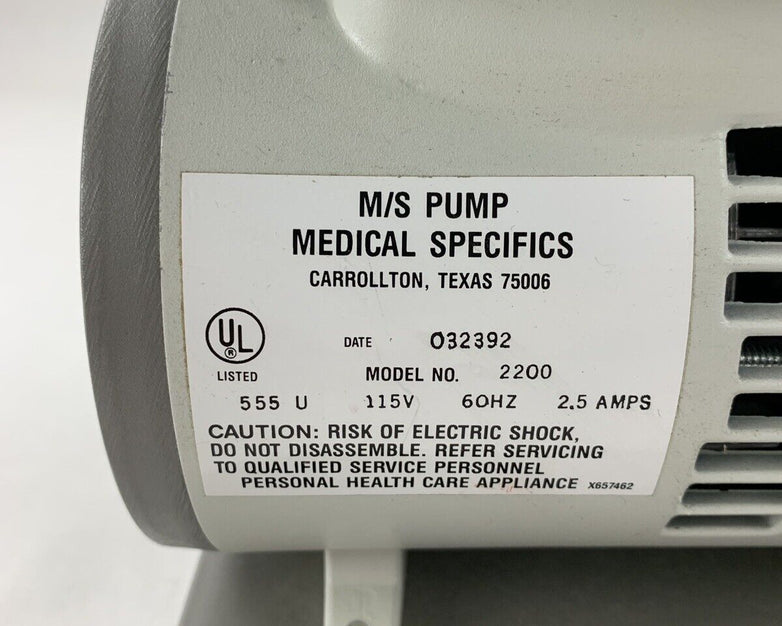 M/S PUMP
MEDICAL SPECIFICS
CARROLLTON, TEXAS 75006
UL
®
LISTED
DATE 032392
MODEL NO. 2200
555 U 115V 60HZ 2.5 AMPS
CAUTION: RISK OF ELECTRIC SHOCK,
DO NOT DISASSEMBLE. REFER SERVICING
TO QUALIFIED SERVICE PERSONNEL
PERSONAL HEALTH CARE APPLIANCE X657462